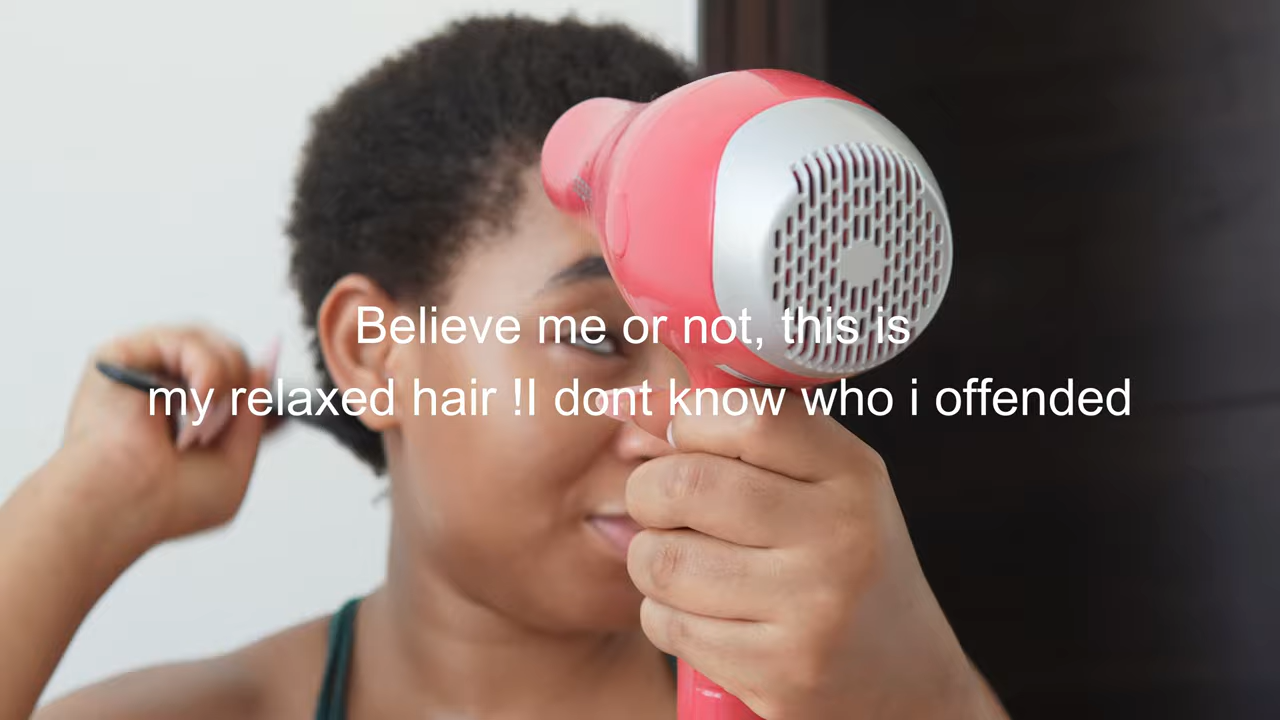 Believe me or not, this is
my relaxed hair !I dont know who i offended